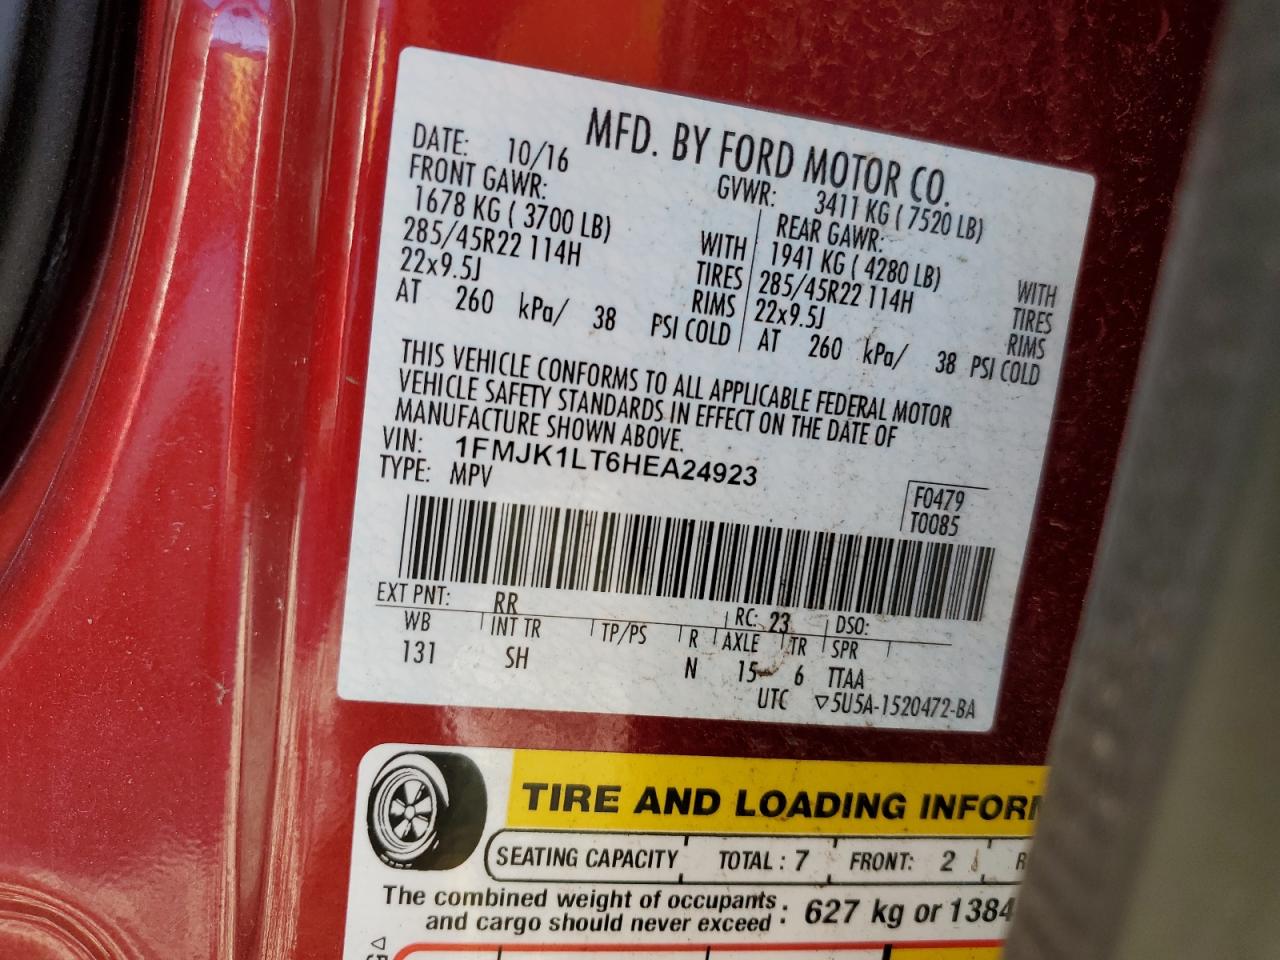 MFD. BY FORD MOTOR CO.
DATE: 10/16 GVWR: 3411 KG ( 7520 LB)
FRONT GAWR: REAR GAWR:
1678 KG ( 3700 LB) WITH 1941 KG ( 4280 LB) WITH
285/45R22 114H TIRES 285/45R22 114H TIRES
22x9.5J RIMS 22x9.5J RIMS
AT 260 kPa/ 38 PSI COLD AT 260 kPa/ 38 PSI COLD
THIS VEHICLE CONFORMS TO ALL APPLICABLE FEDERAL MOTOR
VEHICLE SAFETY STANDARDS IN EFFECT ON THE DATE OF
MANUFACTURE SHOWN ABOVE.
VIN: 1FMJK1LT6HEA24923
TYPE: MPV
F0479
T0085
EXT PNT: RR RC: 23 DSO:
WB INT TR TP/PS R AXLE TR SPR
131 SH N 15 6 TTAA
UTC ▽5U5A-1520472-BA
TIRE AND LOADING
SEATING CAPACITY TOTAL : 7 FRONT: 2
The combined weight of occupants
and cargo should never exceed : 627 kg or 1384